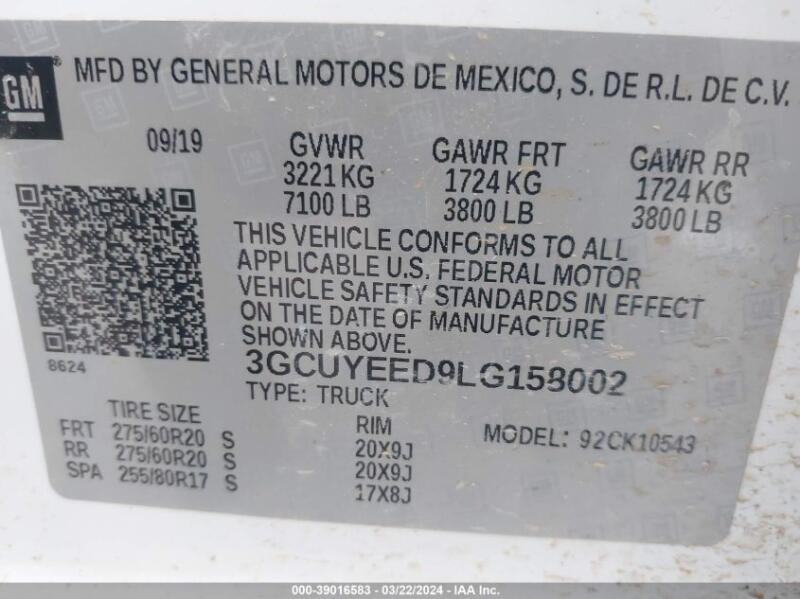 GM ® MFD BY GENERAL MOTORS DE MEXICO, S. DE R.L. DE C.V.
09/19 GVWR GAWR FRT GAWR RR
3221 KG 1724 KG 1724 KG
7100 LB 3800 LB 3800 LB
THIS VEHICLE CONFORMS TO ALL
APPLICABLE U.S. FEDERAL MOTOR
VEHICLE SAFETY STANDARDS IN EFFECT
ON THE DATE OF MANUFACTURE
SHOWN ABOVE.
8624
3GCUYEED9LG158002
TYPE: TRUCK
TIRE SIZE RIM MODEL: 92CK10543
FRT 275/60R20 S 20X9J
RR 275/60R20 S 20X9J
SPA 255/80R17 S 17X8J
000-39016583 - 03/22/2024 - IAA Inc.